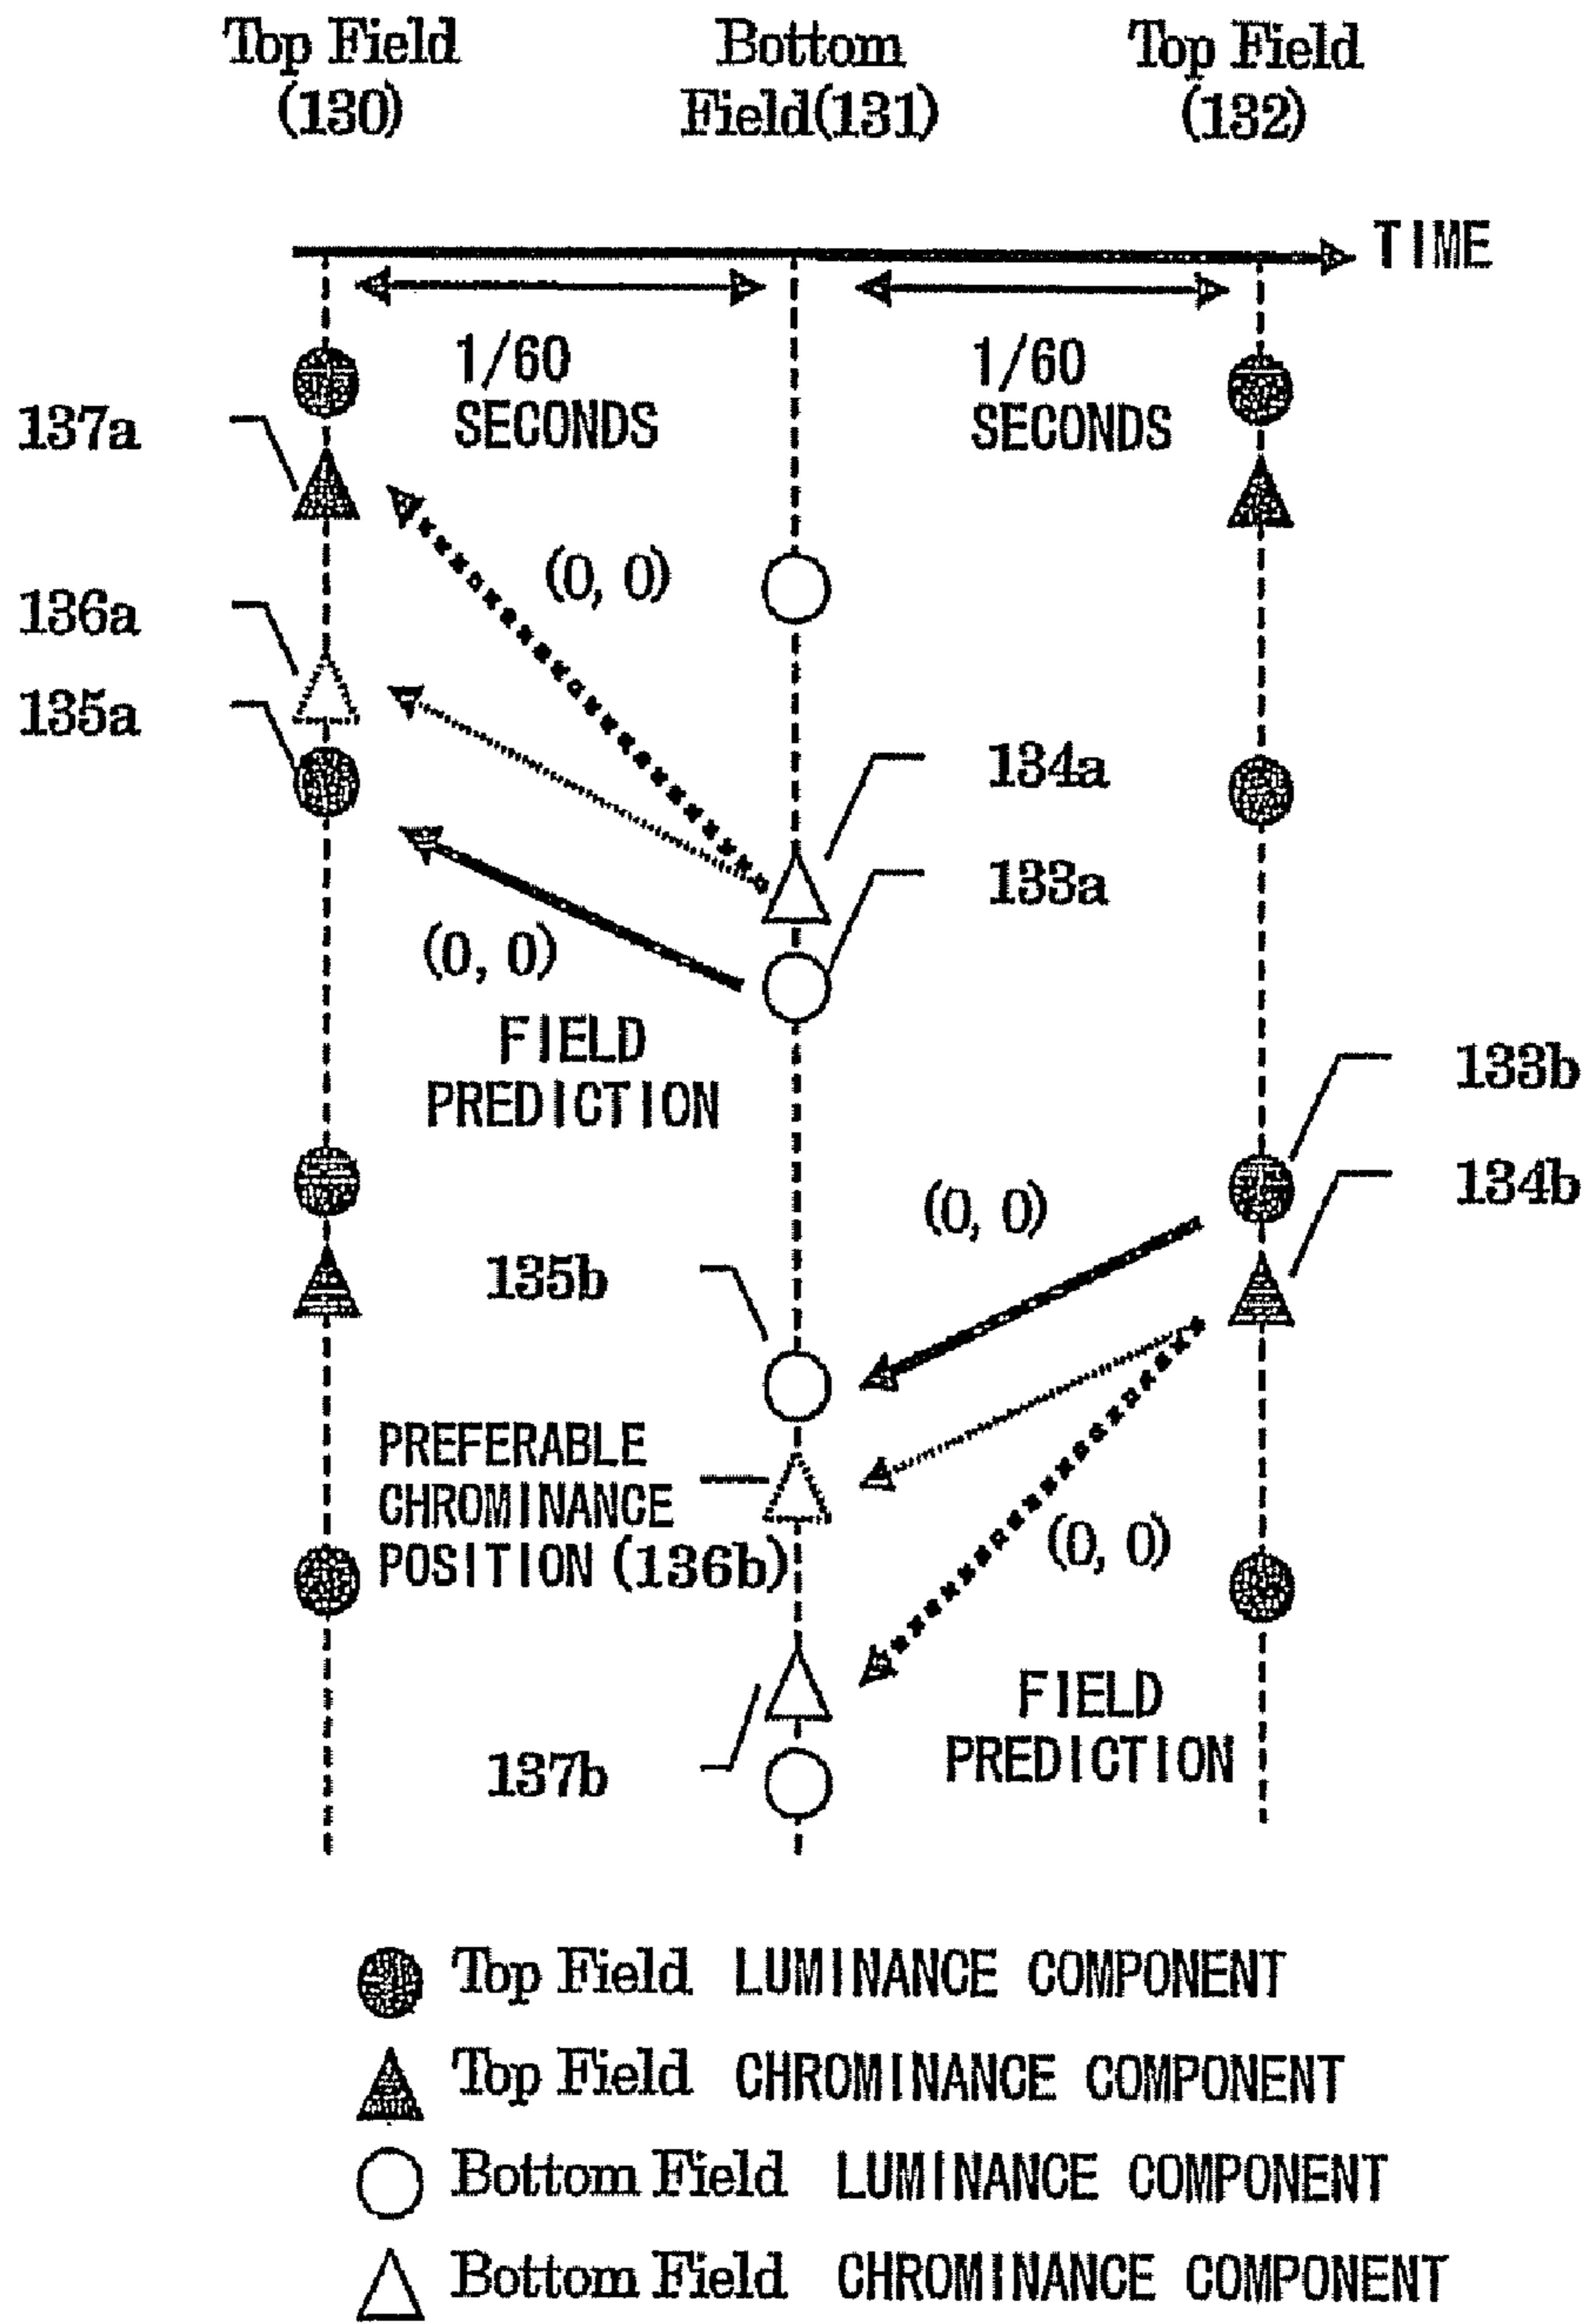 Top Field
(130)
Bottom
Field(131)
Top Field
(132)
TIME
1/60
SECONDS
1/60
SECONDS
137a
(0, 0)
136a
135a
134a
133a
(0, 0)
FIELD
PREDICTION
133b
134b
(0, 0)
135b
PREFERABLE
CHROMINANCE
POSITION (136b)
(0, 0)
FIELD
PREDICTION
137b
Top Field LUMINANCE COMPONENT
Top Field CHROMINANCE COMPONENT
Bottom Field LUMINANCE COMPONENT
Bottom Field CHROMINANCE COMPONENT